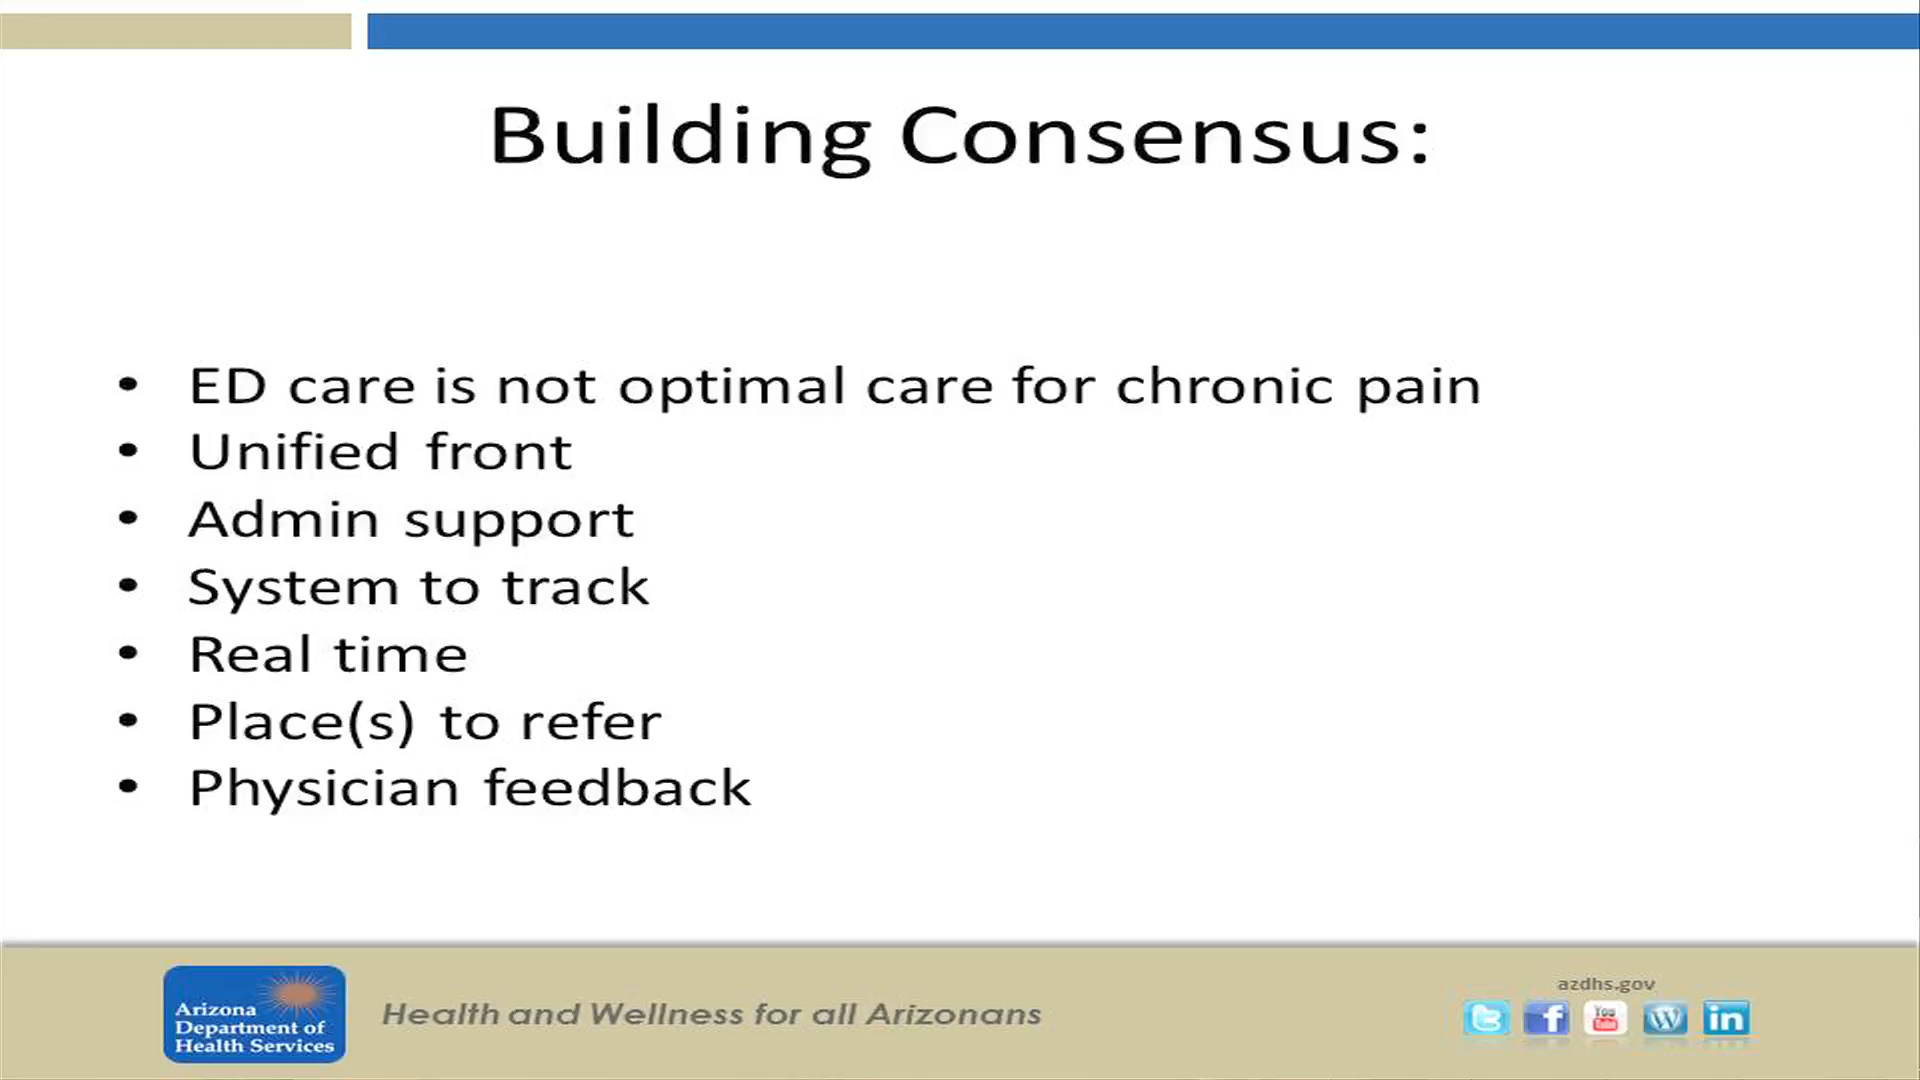 Building Consensus:
• ED care is not optimal care for chronic pain
• Unified front
• Admin support
• System to track
• Real time
• Place(s) to refer
• Physician feedback
Arizona
Department of
Health Services
Health and Wellness for all Arizonans
azdhs.gov
You
Tube